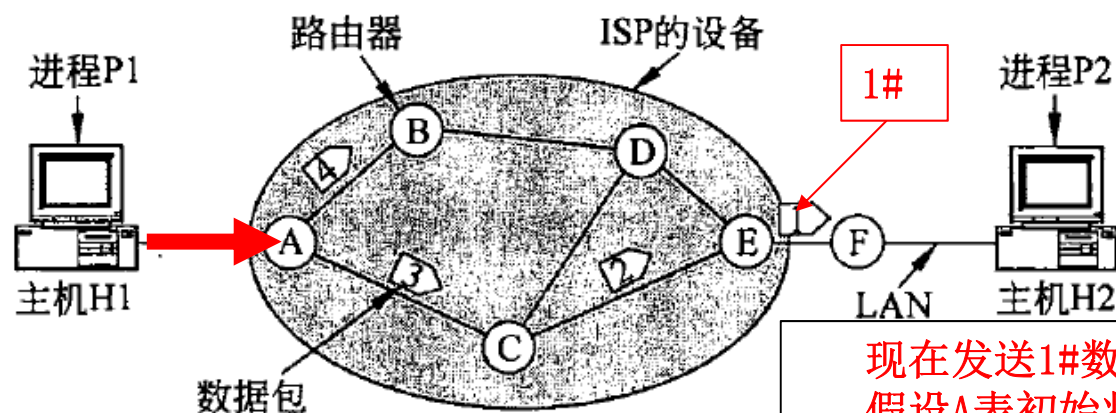 路由器
ISP的设备
进程P1
1#
进程P2
B
4
D
A
3
2
E
F
主机H1
C
LAN
主机H2
数据包
现在发送1#数